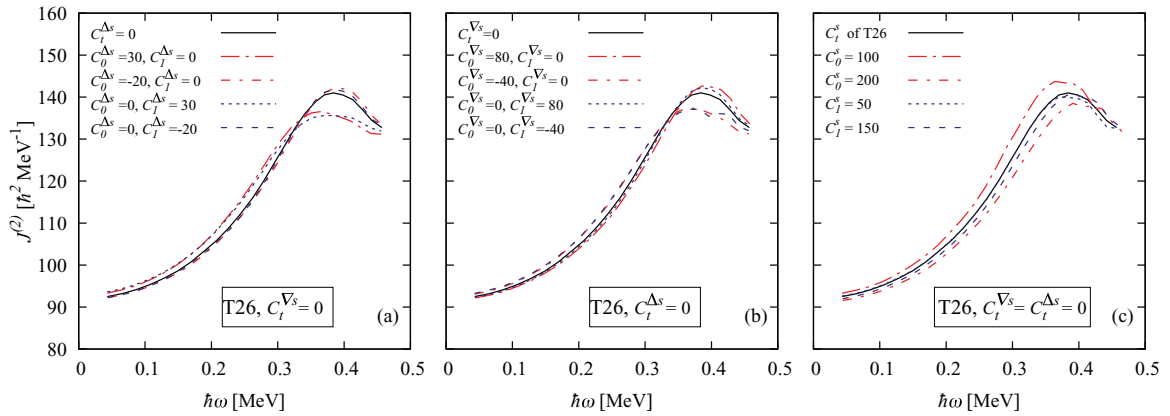 J⁽²⁾ [ħ² MeV⁻¹]
150
140
130
120
110
100
90
80
C_t^Δs = 0
C_0^Δs = 30, C_1^Δs = 0
C_0^Δs = -20, C_1^Δs = 0
C_0^Δs = 0, C_1^Δs = 30
C_0^Δs = 0, C_1^Δs = -20
T26, C_t^∇s = 0
(a)
0 0.1 0.2 0.3 0.4 0.5
ħω [MeV]
C_t^∇s = 0
C_0^∇s = 80, C_1^∇s = 0
C_0^∇s = -40, C_1^∇s = 0
C_0^∇s = 0, C_1^∇s = 80
C_0^∇s = 0, C_1^∇s = -40
T26, C_t^Δs = 0
(b)
0 0.1 0.2 0.3 0.4 0.5
ħω [MeV]
C_t^s of T26
C_0^s = 100
C_0^s = 200
C_1^s = 50
C_1^s = 150
T26, C_t^∇s = C_t^Δs = 0
(c)
0 0.1 0.2 0.3 0.4 0.5
ħω [MeV]